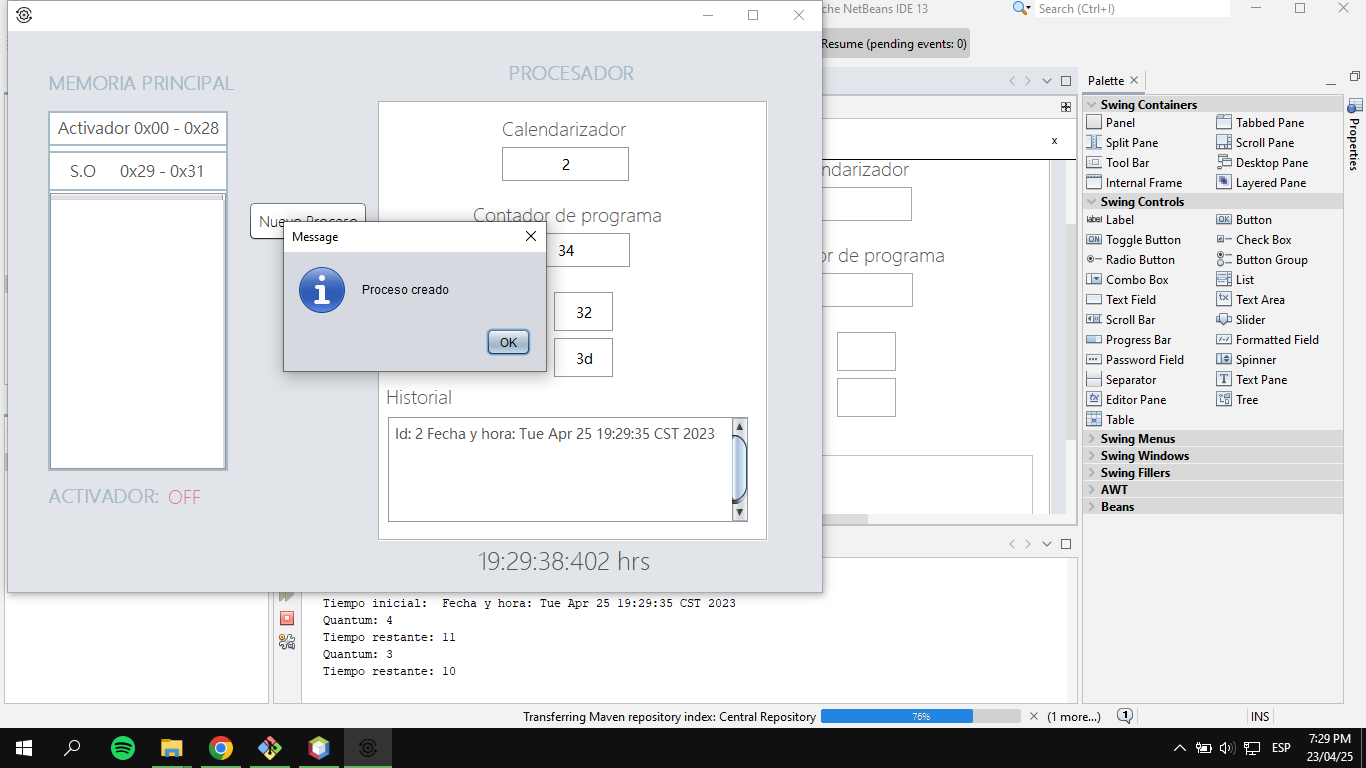 che NetBeans IDE 13
Search (Ctrl+I)
Resume (pending events: 0)
MEMORIA PRINCIPAL
Activador 0x00 - 0x28
S.O 0x29 - 0x31
ACTIVADOR: OFF
PROCESADOR
Calendarizador
2
Nuevo Proceso
Contador de programa
34
32
3d
Message
Proceso creado
OK
Historial
Id: 2 Fecha y hora: Tue Apr 25 19:29:35 CST 2023
19:29:38:402 hrs
x
ndarizador
or de programa
Palette
Swing Containers
Panel Tabbed Pane
Split Pane Scroll Pane
Tool Bar Desktop Pane
Internal Frame Layered Pane
Swing Controls
label Label OK Button
ON Toggle Button Check Box
Radio Button Button Group
Combo Box List
Text Field Text Area
Scroll Bar Slider
Progress Bar Formatted Field
Password Field Spinner
Separator T Text Pane
Editor Pane Tree
Table
Swing Menus
Swing Windows
Swing Fillers
AWT
Beans
Properties
Tiempo inicial: Fecha y hora: Tue Apr 25 19:29:35 CST 2023
Quantum: 4
Tiempo restante: 11
Quantum: 3
Tiempo restante: 10
Transferring Maven repository index: Central Repository 76% (1 more...) 1 INS
ESP
7:29 PM
23/04/25